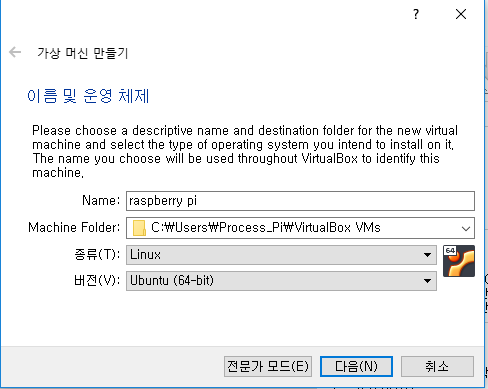 ?
가상 머신 만들기
이름 및 운영 체제
Please choose a descriptive name and destination folder for the new virtual
machine and select the type of operating system you intend to install on it.
The name you choose will be used throughout VirtualBox to identify this
machine.
Name: raspberry pi
Machine Folder: C:₩Users₩Process_Pi₩VirtualBox VMs
종류(T): Linux
64
버전(V): Ubuntu (64-bit)
전문가 모드(E) 다음(N) 취소